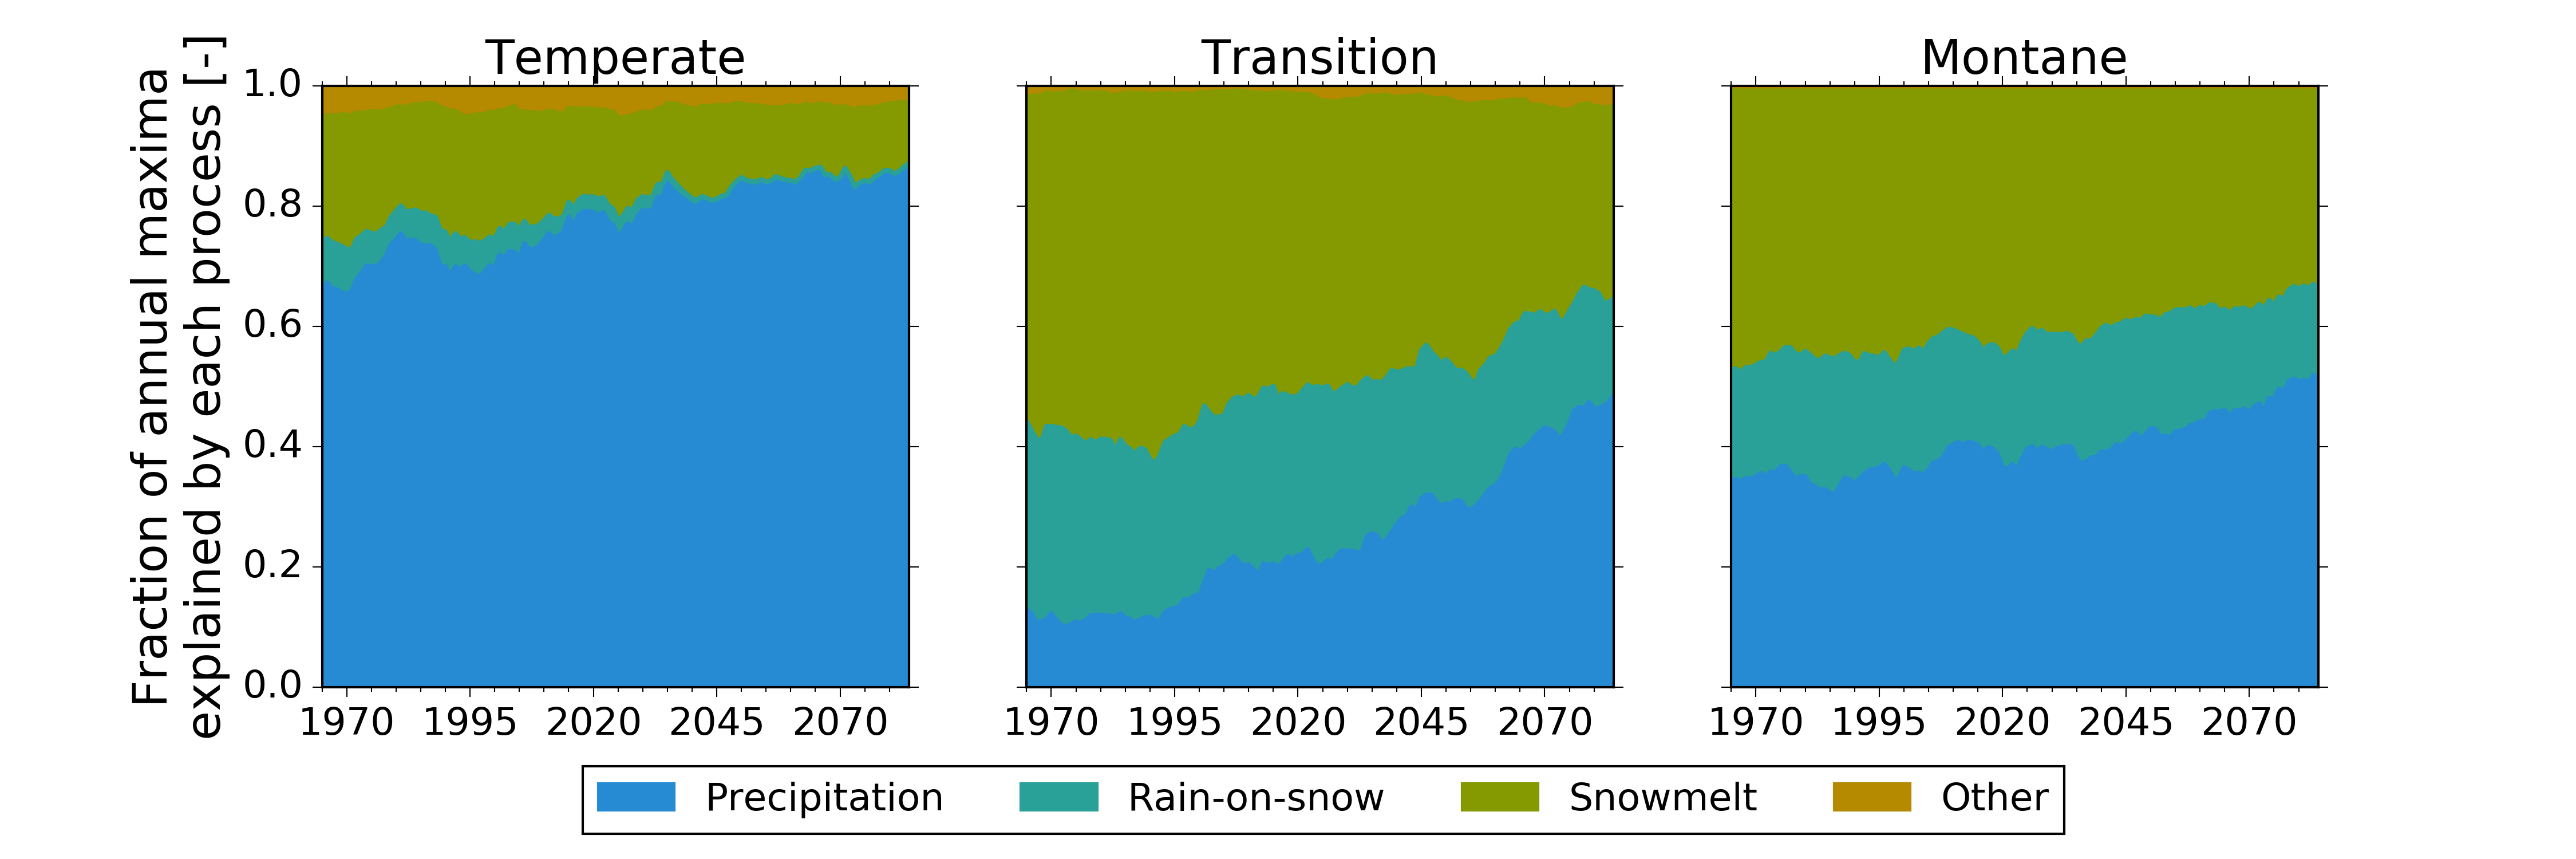 Temperate
Transition
Montane
Fraction of annual maxima
explained by each process [-]
1.0
0.8
0.6
0.4
0.2
0.0
1970 1995 2020 2045 2070
1970 1995 2020 2045 2070
1970 1995 2020 2045 2070
Precipitation Rain-on-snow Snowmelt Other